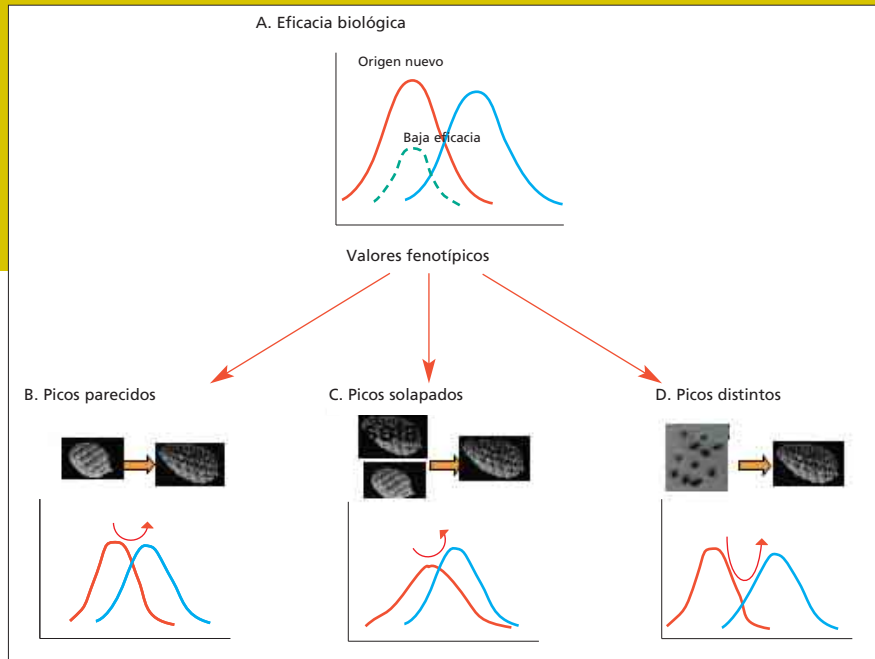 A. Eficacia biológica
Origen nuevo
Baja eficacia
Valores fenotípicos
B. Picos parecidos
C. Picos solapados
D. Picos distintos